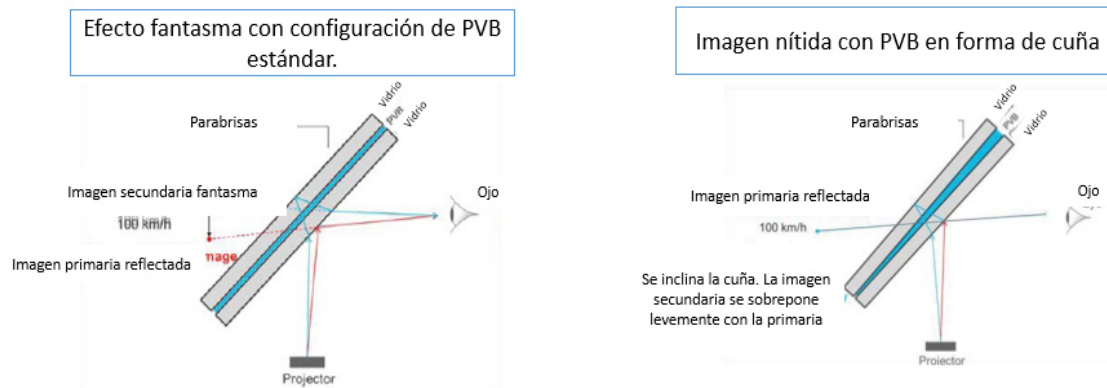 Efecto fantasma con configuración de PVB
estándar.
Vidrio
PVB
Vidrio
Parabrisas
Imagen secundaria fantasma
Ojo
100 km/h
Imagen primaria reflectada
mage
Projector
Imagen nítida con PVB en forma de cuña
Vidrio
PVB
Vidrio
Parabrisas
Imagen primaria reflectada
Ojo
100 km/h
Se inclina la cuña. La imagen
secundaria se sobrepone
levemente con la primaria
Projector